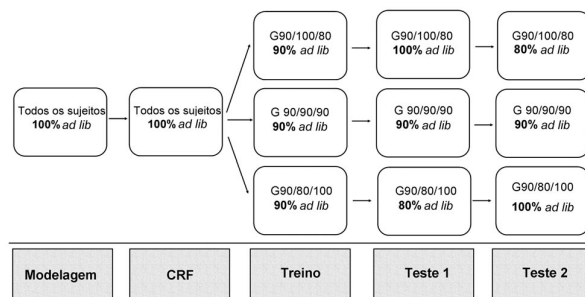 G90/100/80
90% ad lib
G90/100/80
100% ad lib
G90/100/80
80% ad lib
Todos os sujeitos
100% ad lib
Todos os sujeitos
100% ad lib
G 90/90/90
90% ad lib
G 90/90/90
90% ad lib
G 90/90/90
90% ad lib
G90/80/100
90% ad lib
G90/80/100
80% ad lib
G90/80/100
100% ad lib
Modelagem
CRF
Treino
Teste 1
Teste 2